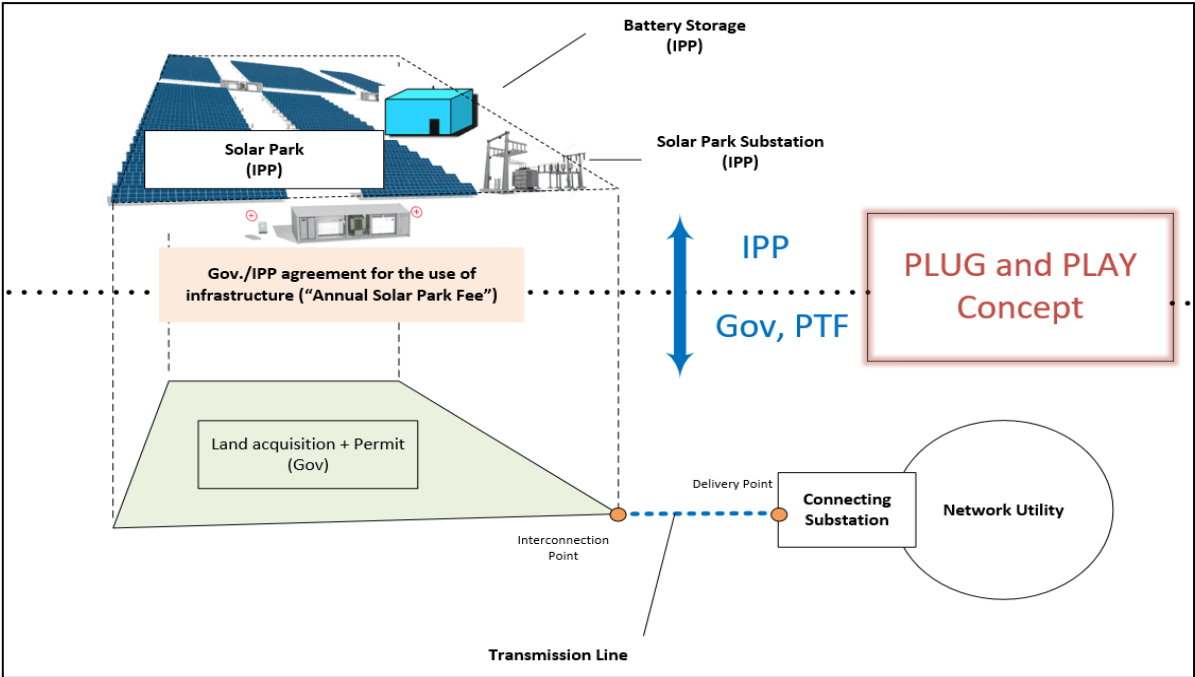 Battery Storage
(IPP)
Solar Park
(IPP)
Solar Park Substation
(IPP)
Gov./IPP agreement for the use of
infrastructure (“Annual Solar Park Fee”)
IPP
Gov, PTF
PLUG and PLAY
Concept
Land acquisition + Permit
(Gov)
Delivery Point
Connecting
Substation
Network Utility
Interconnection
Point
Transmission Line